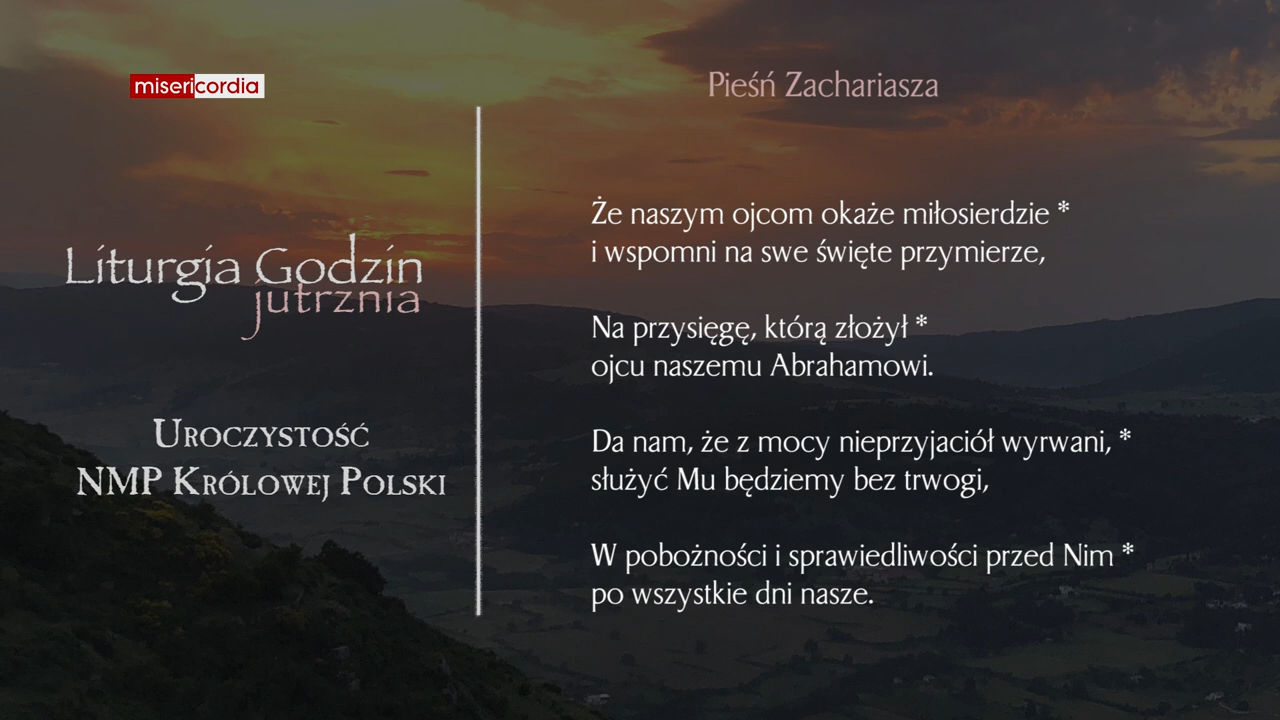 misericordia
Liturgia Godzin
jutrznia
Uroczystość
NMP Królowej Polski
Pieśń Zachariasza
Że naszym ojcom okaże miłosierdzie *
i wspomni na swe święte przymierze,
Na przysięgę, którą złożył *
ojcu naszemu Abrahamowi.
Da nam, że z mocy nieprzyjaciół wyrwani, *
służyć Mu będziemy bez trwogi,
W pobożności i sprawiedliwości przed Nim *
po wszystkie dni nasze.